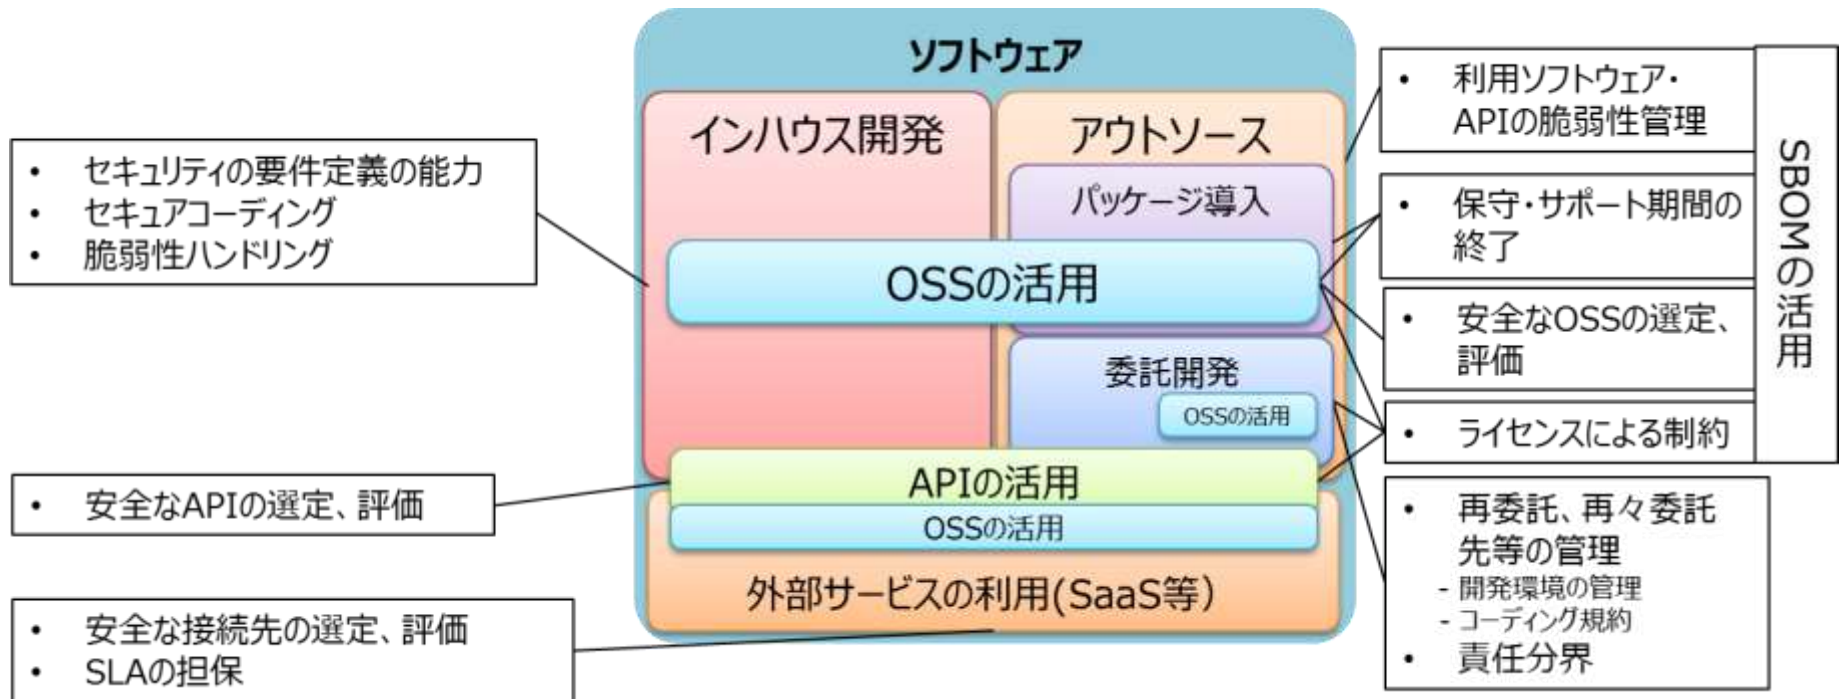 ソフトウェア
インハウス開発
アウトソース
パッケージ導入
OSSの活用
委託開発
OSSの活用
APIの活用
OSSの活用
外部サービスの利用(SaaS等)
• セキュリティの要件定義の能力
• セキュアコーディング
• 脆弱性ハンドリング
• 安全なAPIの選定、評価
• 安全な接続先の選定、評価
• SLAの担保
• 利用ソフトウェア・
APIの脆弱性管理
• 保守・サポート期間の
終了
• 安全なOSSの選定、
評価
• ライセンスによる制約
SBOMの活用
• 再委託、再々委託
先等の管理
- 開発環境の管理
- コーディング規約
• 責任分界